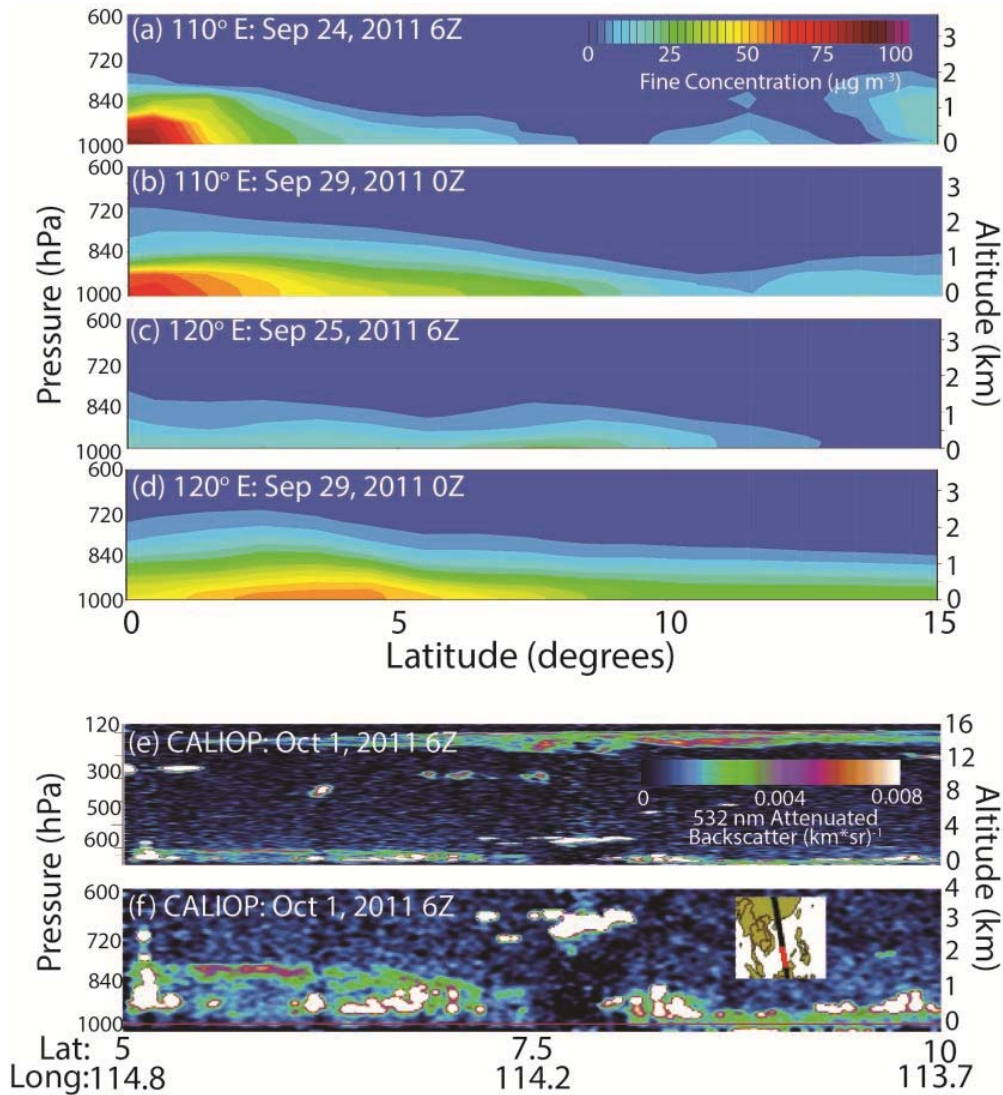 (a) 110° E: Sep 24, 2011 6Z
0 25 50 75 100
Fine Concentration (μg m⁻³)
600
720
840
1000
3
2
1
0
(b) 110° E: Sep 29, 2011 0Z
600
720
840
1000
3
2
1
0
(c) 120° E: Sep 25, 2011 6Z
600
720
840
1000
3
2
1
0
(d) 120° E: Sep 29, 2011 0Z
600
720
840
1000
3
2
1
0
Pressure (hPa)
Altitude (km)
0 5 10 15
Latitude (degrees)
(e) CALIOP: Oct 1, 2011 6Z
120
300
500
600
16
12
8
4
0
0 0.004 0.008
532 nm Attenuated
Backscatter (km*sr)⁻¹
Pressure (hPa)
Altitude (km)
(f) CALIOP: Oct 1, 2011 6Z
600
720
840
1000
4
3
2
1
0
Lat: 5 7.5 10
Long: 114.8 114.2 113.7